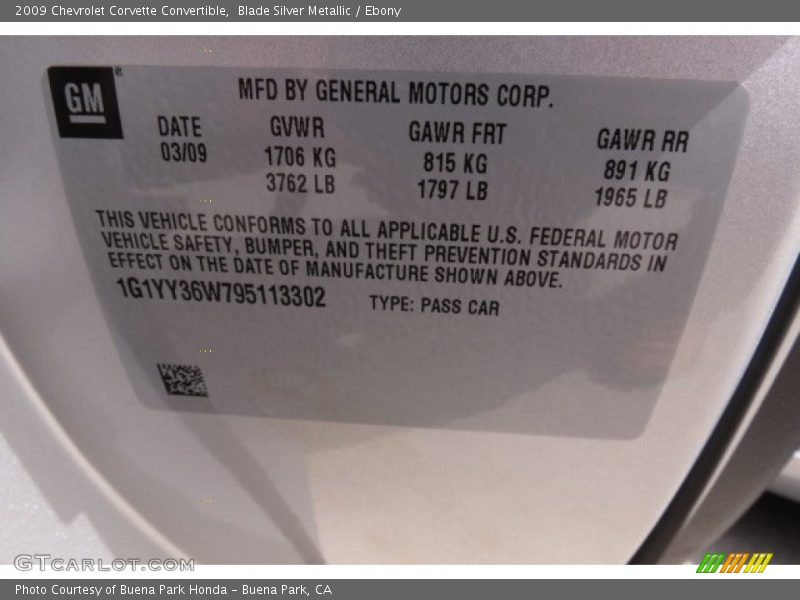 2009 Chevrolet Corvette Convertible,  Blade Silver Metallic / Ebony
GM
MFD BY GENERAL MOTORS CORP.
DATE GVWR GAWR FRT GAWR RR
03/09 1706 KG 815 KG 891 KG
3762 LB 1797 LB 1965 LB
THIS VEHICLE CONFORMS TO ALL APPLICABLE U.S. FEDERAL MOTOR
VEHICLE SAFETY, BUMPER, AND THEFT PREVENTION STANDARDS IN
EFFECT ON THE DATE OF MANUFACTURE SHOWN ABOVE.
1G1YY36W795113302 TYPE: PASS CAR
GTCARLOT.COM
Photo Courtesy of Buena Park Honda - Buena Park, CA